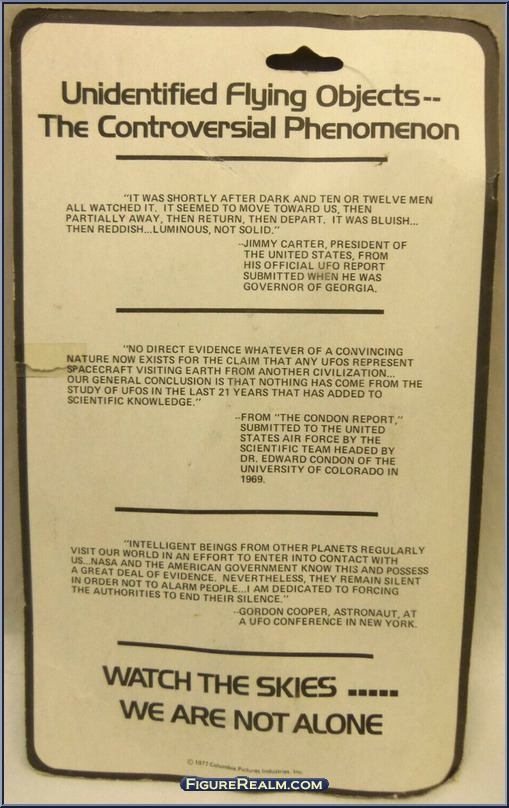 Unidentified Flying Objects--
The Controversial Phenomenon
"IT WAS SHORTLY AFTER DARK AND TEN OR TWELVE MEN
ALL WATCHED IT. IT SEEMED TO MOVE TOWARD US, THEN
PARTIALLY AWAY, THEN RETURN, THEN DEPART. IT WAS BLUISH...
THEN REDDISH...LUMINOUS, NOT SOLID."
--JIMMY CARTER, PRESIDENT OF
THE UNITED STATES, FROM
HIS OFFICIAL UFO REPORT
SUBMITTED WHEN HE WAS
GOVERNOR OF GEORGIA.
"NO DIRECT EVIDENCE WHATEVER OF A CONVINCING
NATURE NOW EXISTS FOR THE CLAIM THAT ANY UFOS REPRESENT
SPACECRAFT VISITING EARTH FROM ANOTHER CIVILIZATION...
OUR GENERAL CONCLUSION IS THAT NOTHING HAS COME FROM THE
STUDY OF UFOS IN THE LAST 21 YEARS THAT HAS ADDED TO
SCIENTIFIC KNOWLEDGE."
--FROM "THE CONDON REPORT,"
SUBMITTED TO THE UNITED
STATES AIR FORCE BY THE
SCIENTIFIC TEAM HEADED BY
DR. EDWARD CONDON OF THE
UNIVERSITY OF COLORADO IN
1969.
"INTELLIGENT BEINGS FROM OTHER PLANETS REGULARLY
VISIT OUR WORLD IN AN EFFORT TO ENTER INTO CONTACT WITH
US...NASA AND THE AMERICAN GOVERNMENT KNOW THIS AND POSSESS
A GREAT DEAL OF EVIDENCE. NEVERTHELESS, THEY REMAIN SILENT
IN ORDER NOT TO ALARM PEOPLE...I AM DEDICATED TO FORCING
THE AUTHORITIES TO END THEIR SILENCE."
--GORDON COOPER, ASTRONAUT, AT
A UFO CONFERENCE IN NEW YORK.
WATCH THE SKIES .....
WE ARE NOT ALONE
© 1977 Columbia Pictures Industries, Inc.
FigureRealm.com